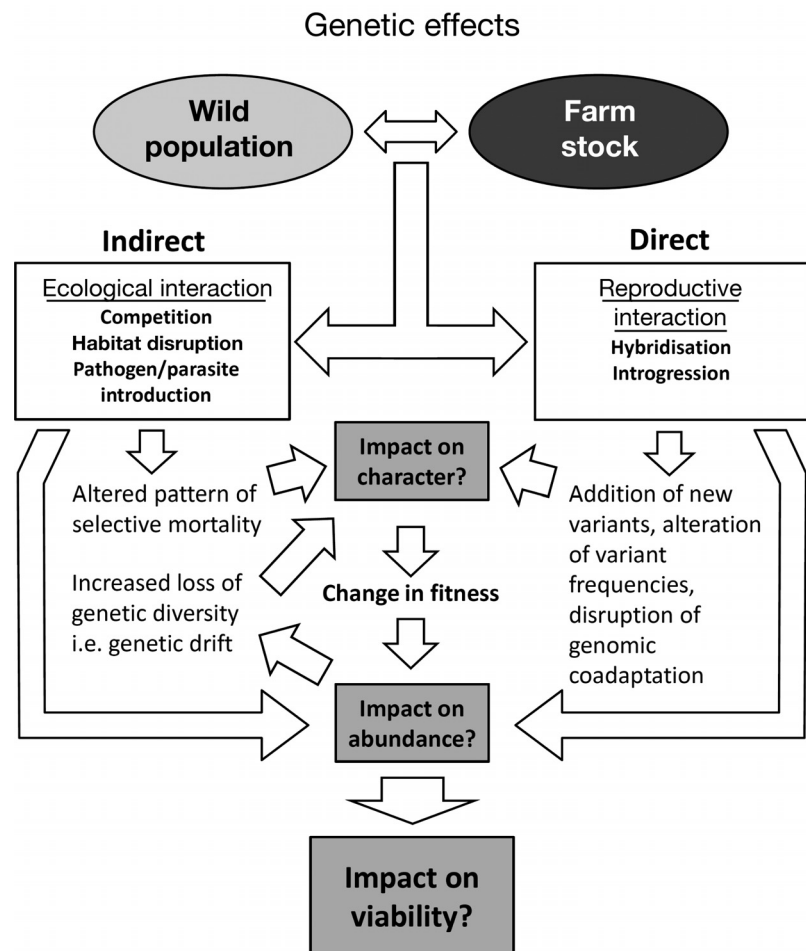 Genetic effects
Wild
population
Farm
stock
Indirect
Direct
Ecological interaction
Competition
Habitat disruption
Pathogen/parasite
introduction
Reproductive
interaction
Hybridisation
Introgression
Impact on
character?
Altered pattern of
selective mortality
Addition of new
variants, alteration
of variant
frequencies,
disruption of
genomic
coadaptation
Increased loss of
genetic diversity
i.e. genetic drift
Change in fitness
Impact on
abundance?
Impact on
viability?